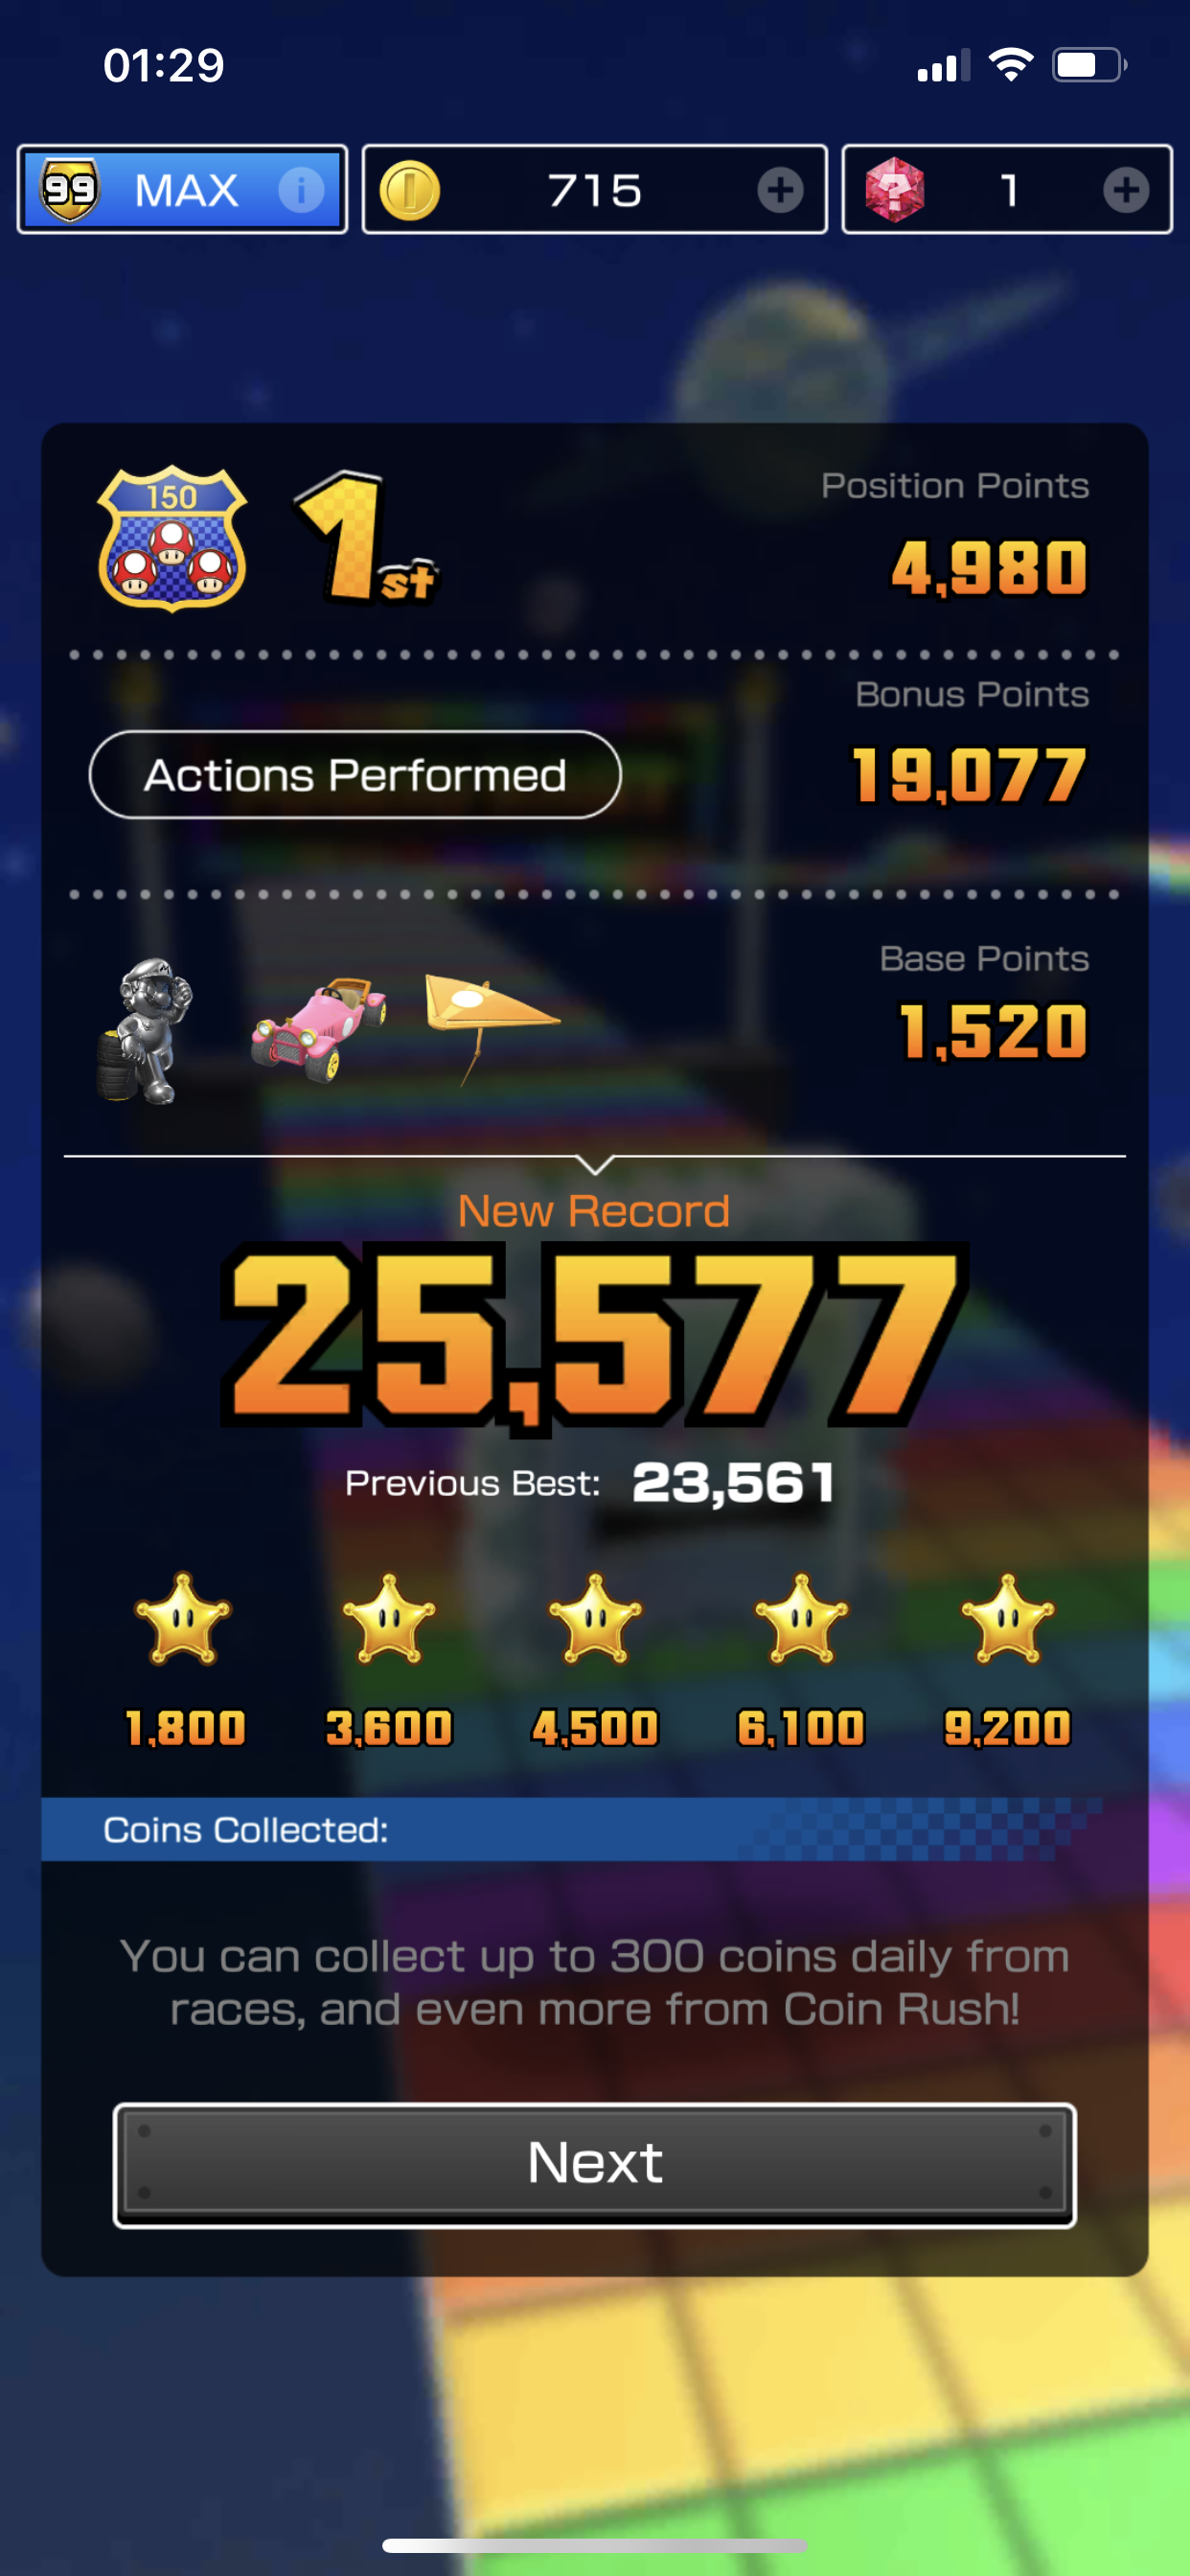 01:29
99 MAX i 715 + ? 1 +
150
1st
Position Points
4,980
Bonus Points
Actions Performed
19,077
Base Points
1,520
New Record
25,577
Previous Best: 23,561
1,800 3,600 4,500 6,100 9,200
Coins Collected:
You can collect up to 300 coins daily from
races, and even more from Coin Rush!
Next